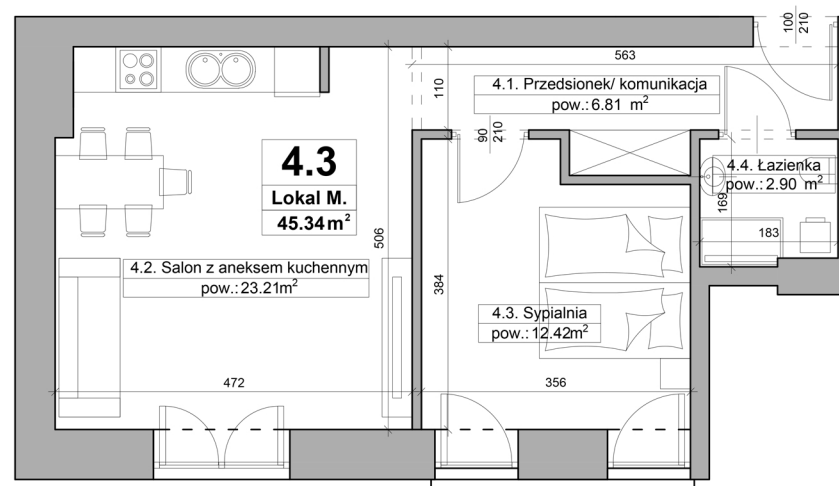 100
210
563
4.1. Przedsionek/ komunikacja
pow.:6.81 m²
110
90
210
4.3
Lokal M.
45.34m²
4.4. Łazienka
pow.:2.90 m²
169
183
506
4.2. Salon z aneksem kuchennym
pow.:23.21m²
384
4.3. Sypialnia
pow.:12.42m²
472
356